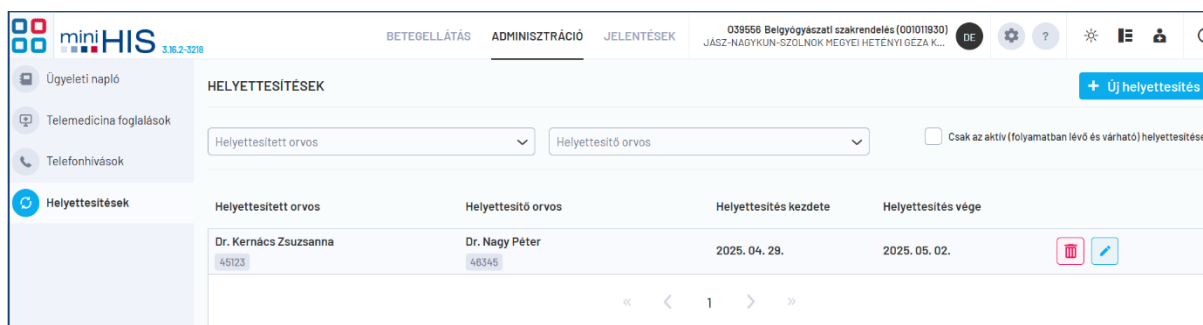 miniHIS 3.16.2-3218
BETEGELLÁTÁS ADMINISZTRÁCIÓ JELENTÉSEK
039556 Belgyógyászati szakrendelés (001011930)
JÁSZ-NAGYKUN-SZOLNOK MEGYEI HETÉNYI GÉZA K...
DE
?
Ügyeleti napló
Telemedicina foglalások
Telefonhívások
Helyettesítések
HELYETTESÍTÉSEK
+ Új helyettesítés
Helyettesített orvos
Helyettesítő orvos
Csak az aktív (folyamatban lévő és várható) helyettesítése
Helyettesített orvos Helyettesítő orvos Helyettesítés kezdete Helyettesítés vége
Dr. Kernács Zsuzsanna Dr. Nagy Péter 2025. 04. 29. 2025. 05. 02.
45123 46345
« < 1 > »